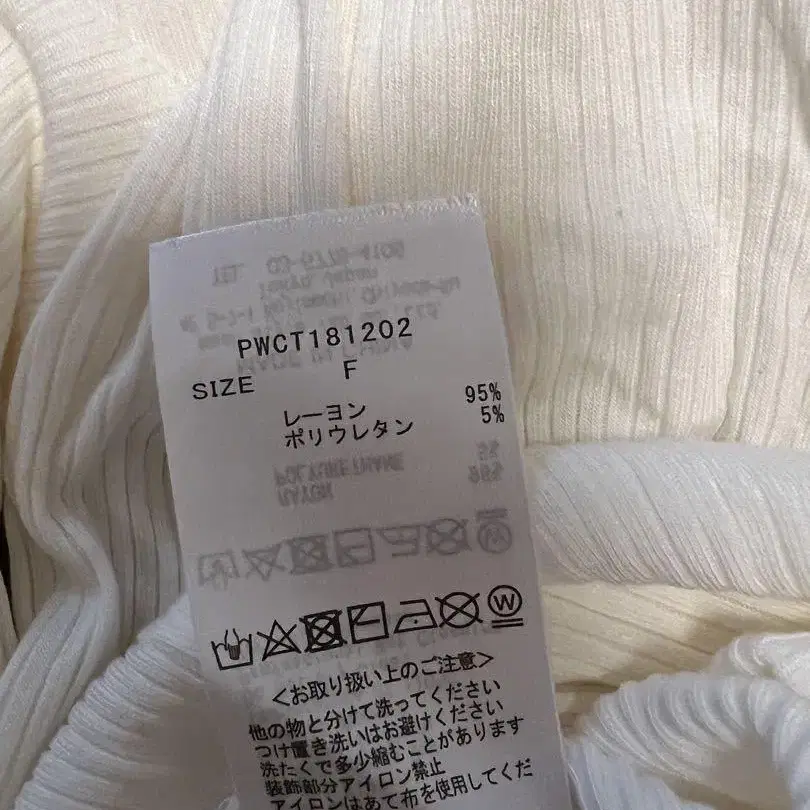 PWCT181202
SIZE F
レーヨン 95%
ポリウレタン 5%
W
<お取り扱い上のご注意>
他の物と分けて洗ってください
つけ置き洗いはお避けください
洗たくで多少縮むことがあります
装飾部分アイロン禁止
アイロンはあて布を使用してくだ